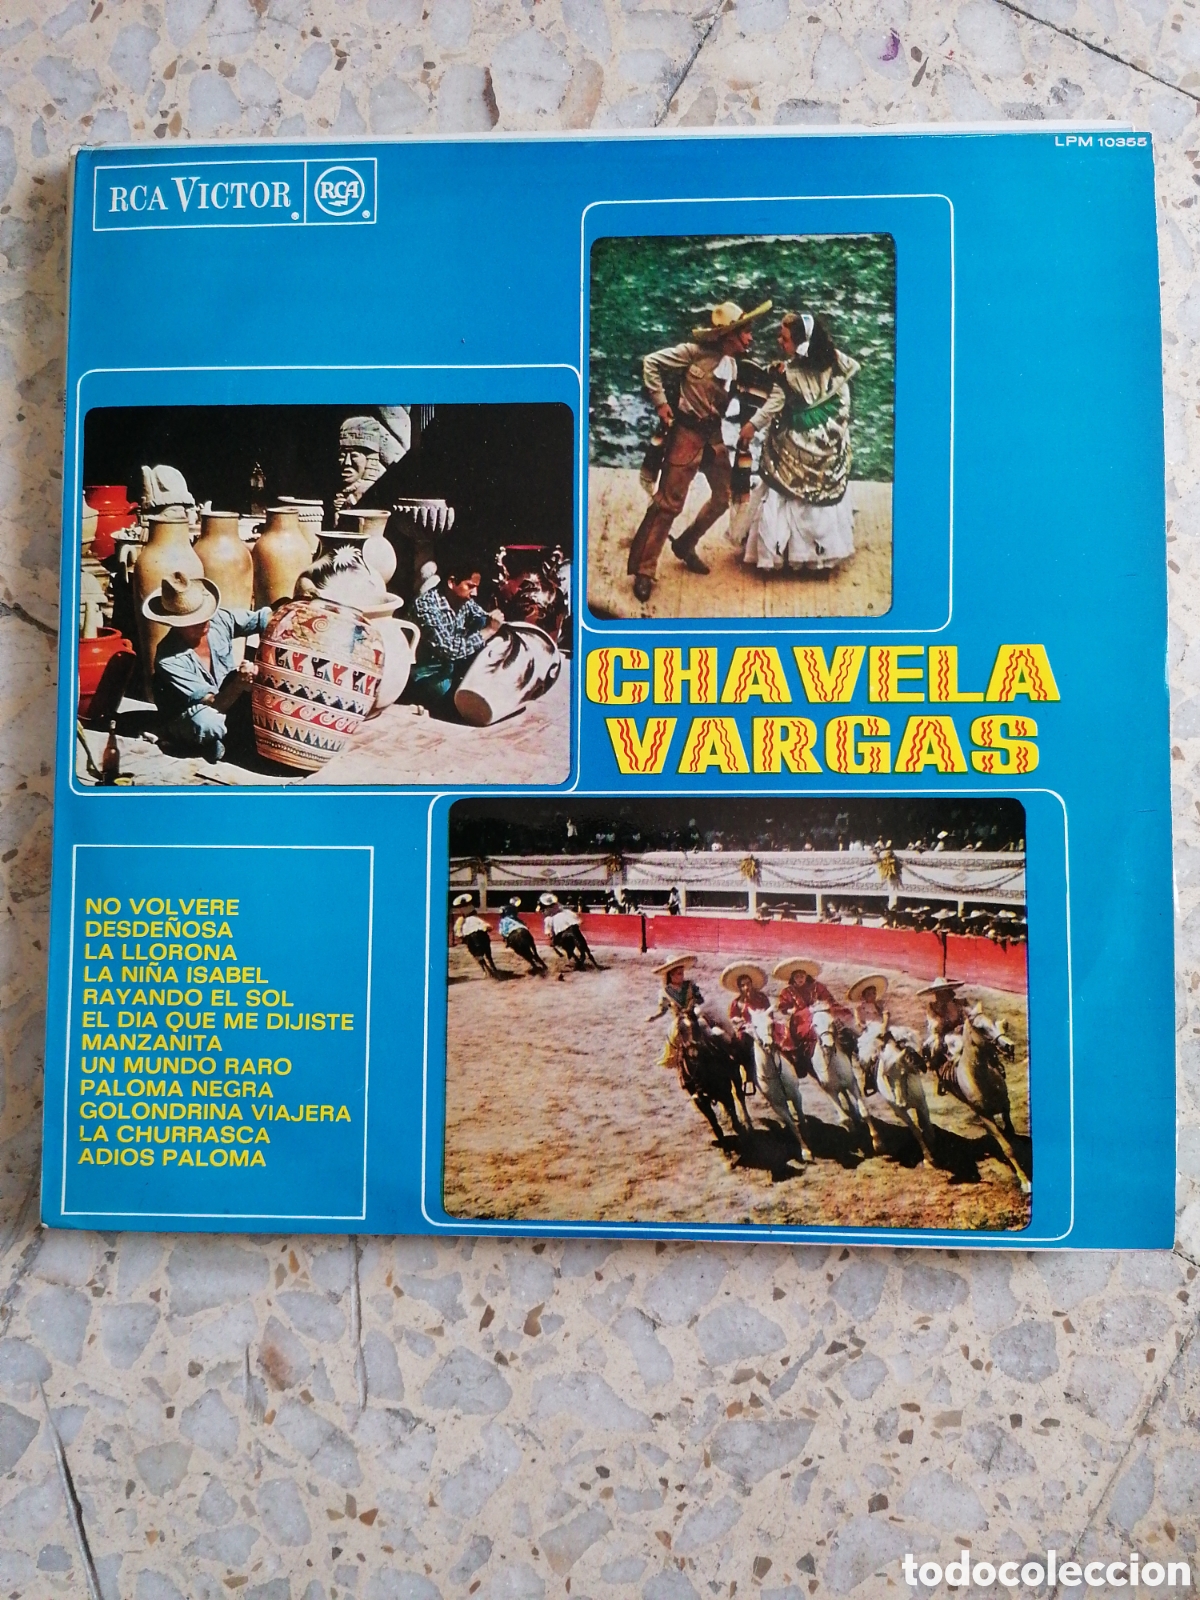 LPM 10355
RCA VICTOR ® RCA ®
CHAVELA
VARGAS
NO VOLVERE
DESDEÑOSA
LA LLORONA
LA NIÑA ISABEL
RAYANDO EL SOL
EL DIA QUE ME DIJISTE
MANZANITA
UN MUNDO RARO
PALOMA NEGRA
GOLONDRINA VIAJERA
LA CHURRASCA
ADIOS PALOMA
todocoleccion